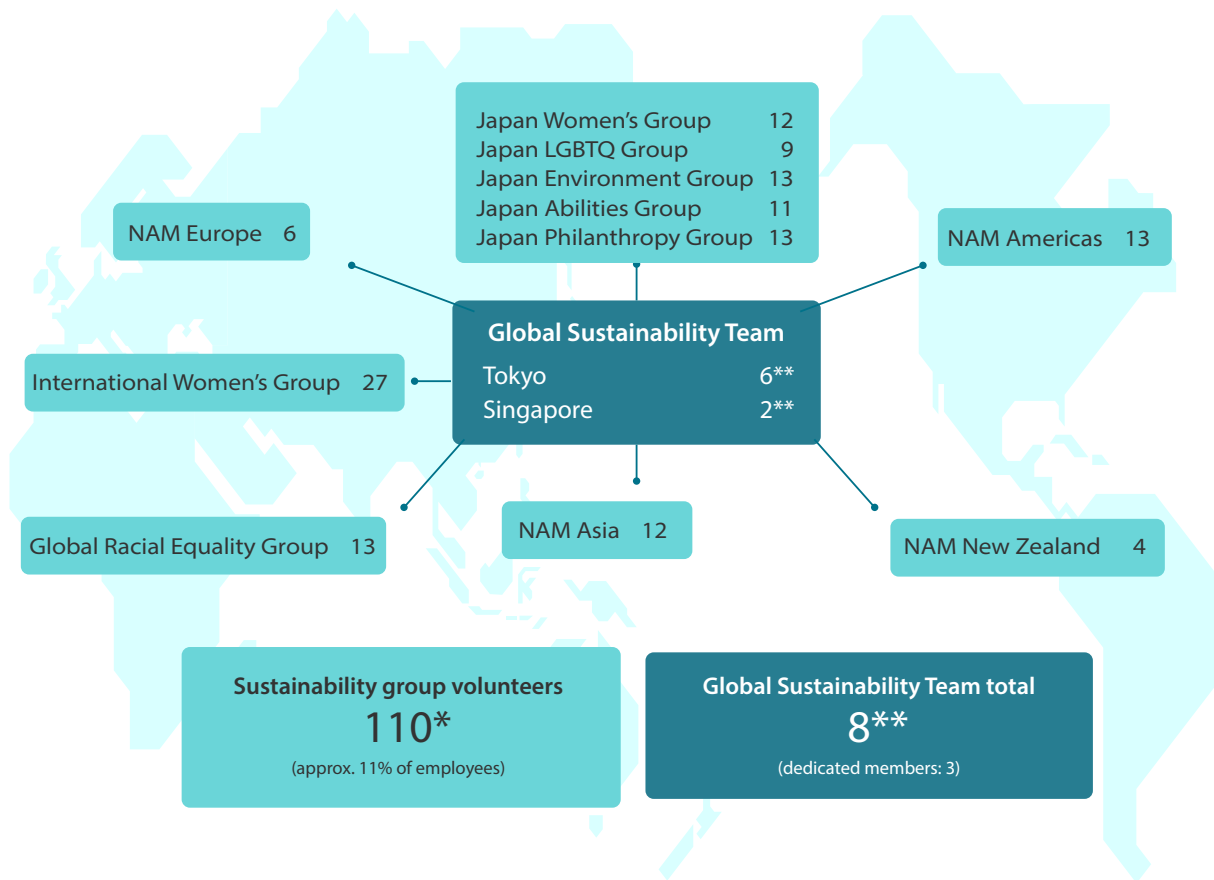 Japan Women's Group 12
Japan LGBTQ Group 9
Japan Environment Group 13
Japan Abilities Group 11
Japan Philanthropy Group 13
NAM Europe 6
NAM Americas 13
Global Sustainability Team
Tokyo 6**
Singapore 2**
International Women's Group 27
Global Racial Equality Group 13
NAM Asia 12
NAM New Zealand 4
Sustainability group volunteers
110*
(approx. 11% of employees)
Global Sustainability Team total
8**
(dedicated members: 3)